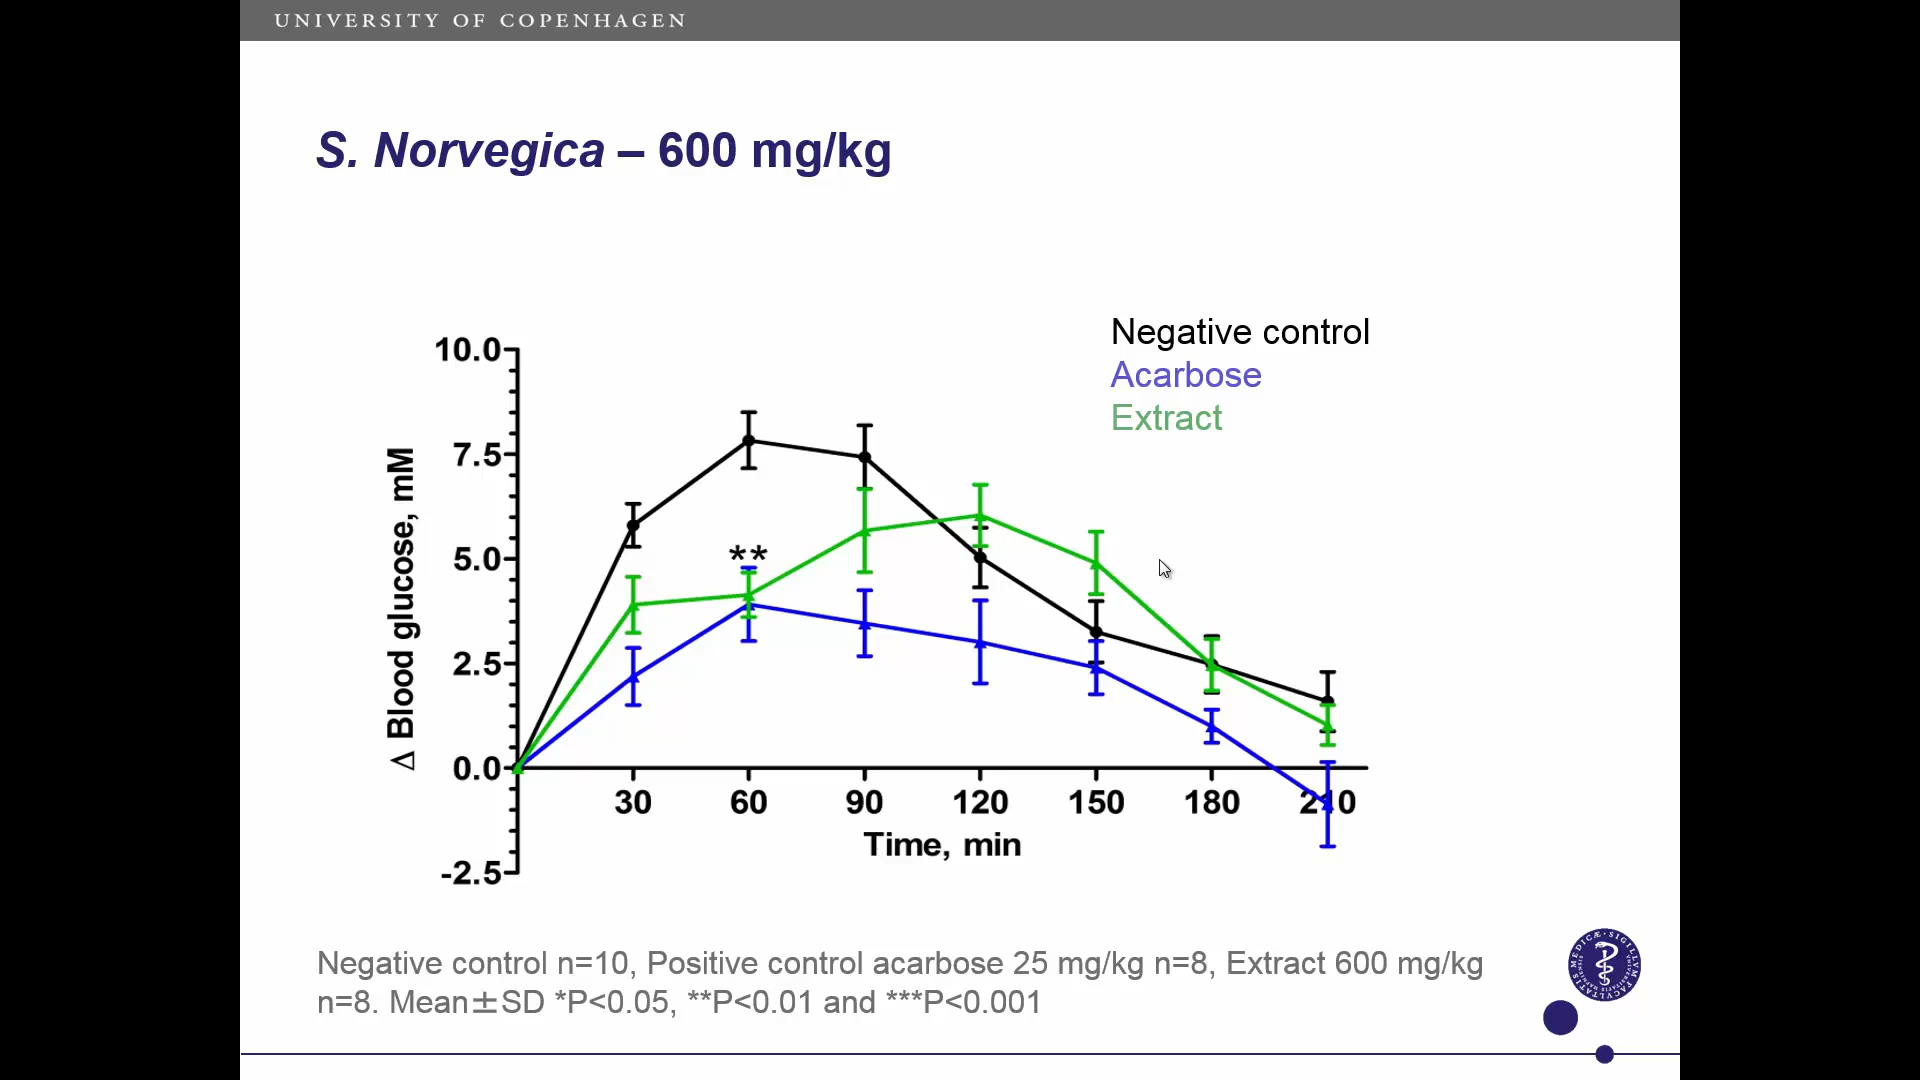 UNIVERSITY OF COPENHAGEN
S. Norvegica – 600 mg/kg
Negative control
Acarbose
Extract
10.0
7.5
5.0
2.5
0.0
-2.5
Δ Blood glucose, mM
**
30 60 90 120 150 180 210
Time, min
Negative control n=10, Positive control acarbose 25 mg/kg n=8, Extract 600 mg/kg
n=8. Mean±SD *P<0.05, **P<0.01 and ***P<0.001